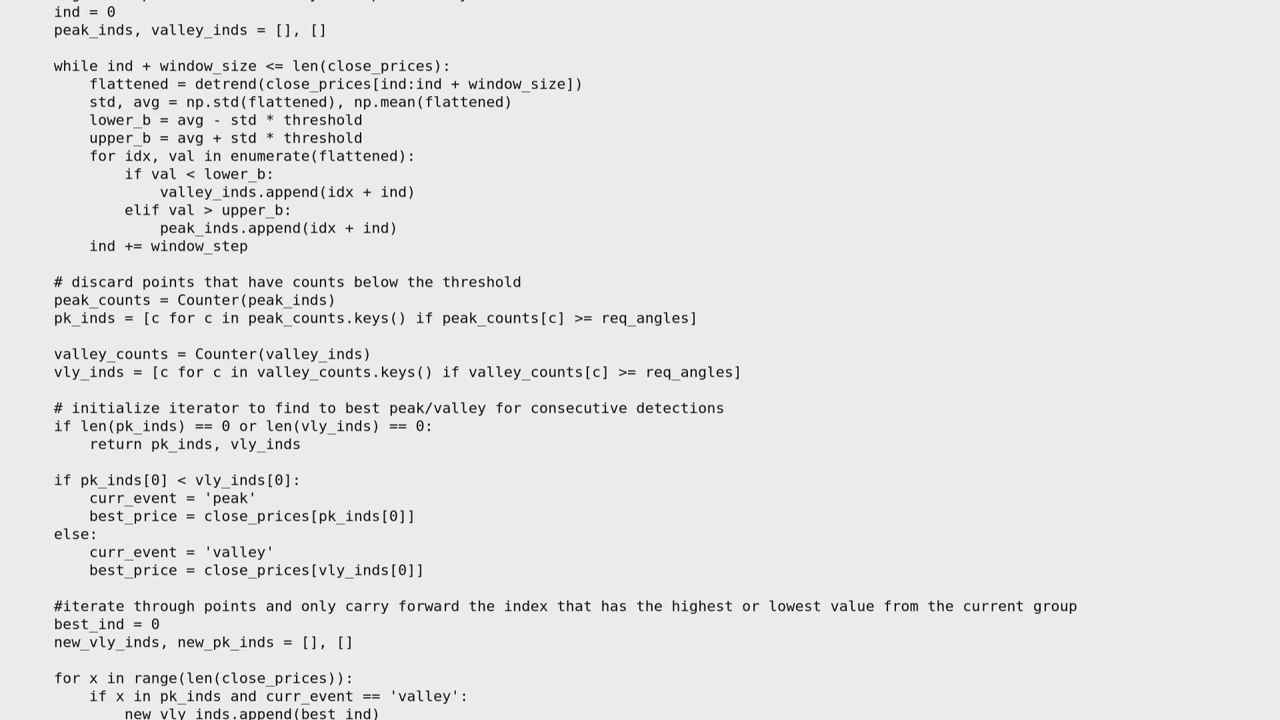 ind = 0
peak_inds, valley_inds = [], []
while ind + window_size <= len(close_prices):
flattened = detrend(close_prices[ind:ind + window_size])
std, avg = np.std(flattened), np.mean(flattened)
lower_b = avg - std * threshold
upper_b = avg + std * threshold
for idx, val in enumerate(flattened):
if val < lower_b:
valley_inds.append(idx + ind)
elif val > upper_b:
peak_inds.append(idx + ind)
ind += window_step
# discard points that have counts below the threshold
peak_counts = Counter(peak_inds)
pk_inds = [c for c in peak_counts.keys() if peak_counts[c] >= req_angles]
valley_counts = Counter(valley_inds)
vly_inds = [c for c in valley_counts.keys() if valley_counts[c] >= req_angles]
# initialize iterator to find to best peak/valley for consecutive detections
if len(pk_inds) == 0 or len(vly_inds) == 0:
return pk_inds, vly_inds
if pk_inds[0] < vly_inds[0]:
curr_event = 'peak'
best_price = close_prices[pk_inds[0]]
else:
curr_event = 'valley'
best_price = close_prices[vly_inds[0]]
#iterate through points and only carry forward the index that has the highest or lowest value from the current group
best_ind = 0
new_vly_inds, new_pk_inds = [], []
for x in range(len(close_prices)):
if x in pk_inds and curr_event == 'valley':
new_vly_inds.append(best_ind)